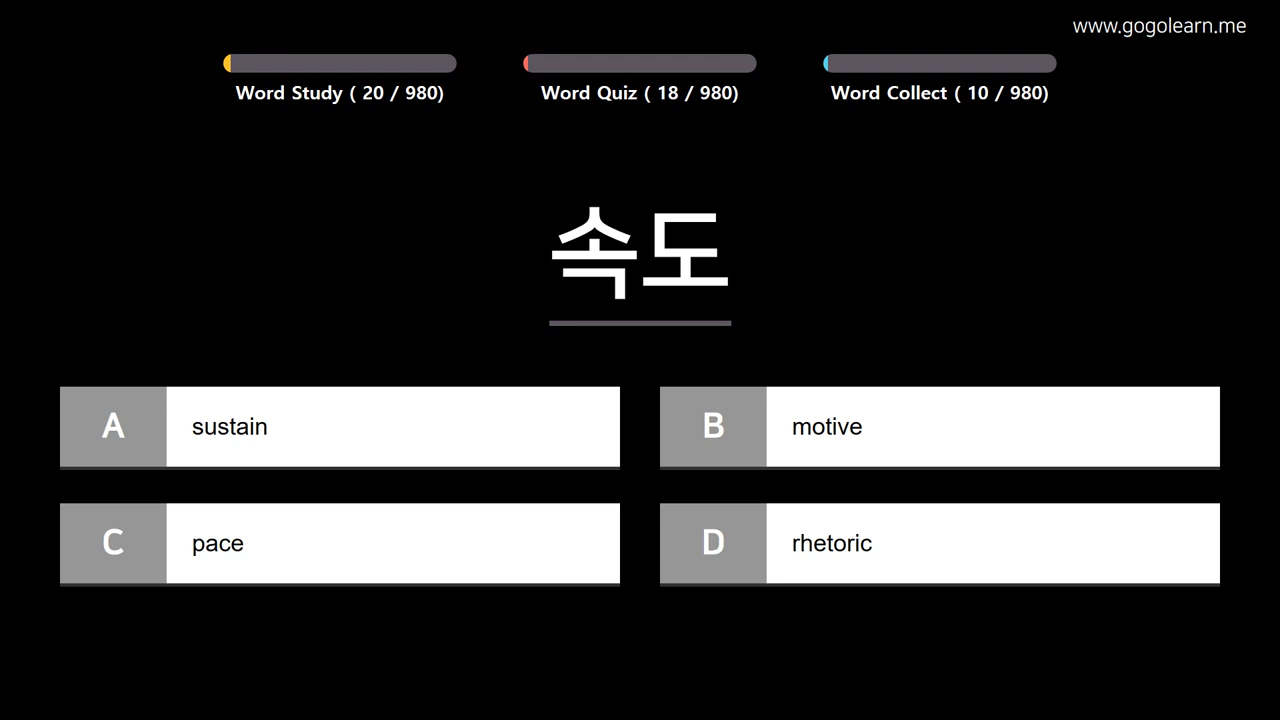 www.gogolearn.me
Word Study ( 20 / 980)
Word Quiz ( 18 / 980)
Word Collect ( 10 / 980)
속도
A sustain
B motive
C pace
D rhetoric